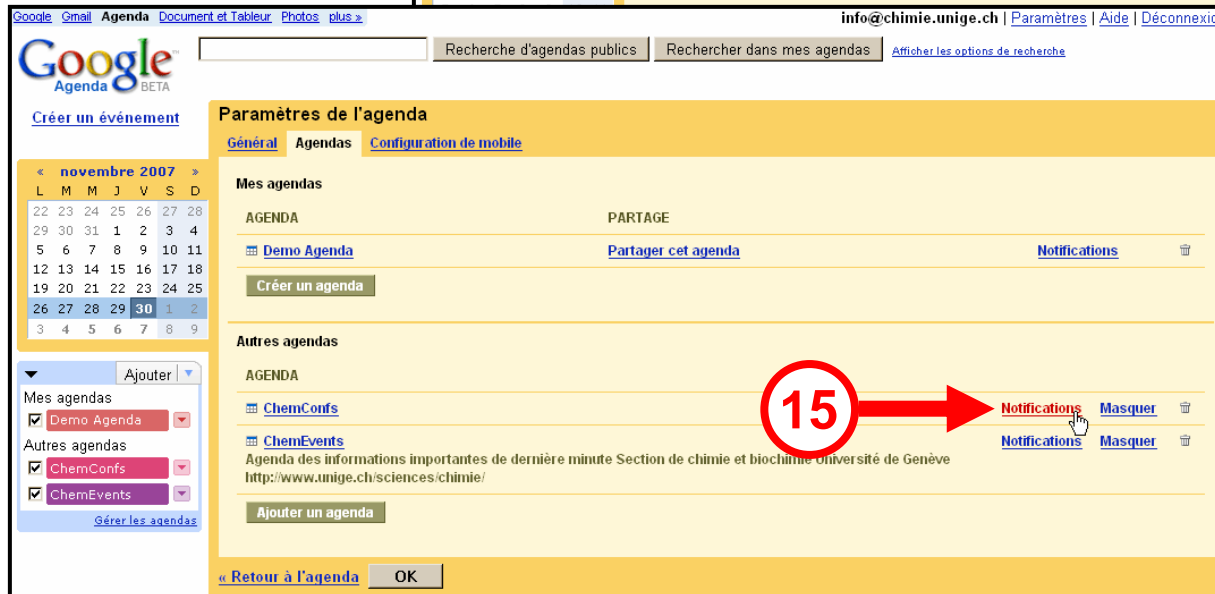 Google Gmail Agenda Document et Tableur Photos plus »
info@chimie.unige.ch | Paramètres | Aide | Déconnexio
Google Agenda BETA
Recherche d'agendas publics Rechercher dans mes agendas Afficher les options de recherche
Créer un événement
« novembre 2007 »
L M M J V S D
22 23 24 25 26 27 28
29 30 31 1 2 3 4
5 6 7 8 9 10 11
12 13 14 15 16 17 18
19 20 21 22 23 24 25
26 27 28 29 30 1 2
3 4 5 6 7 8 9
Ajouter
Mes agendas
Demo Agenda
Autres agendas
ChemConfs
ChemEvents
Gérer les agendas
Paramètres de l'agenda
Général Agendas Configuration de mobile
Mes agendas
AGENDA PARTAGE
Demo Agenda Partager cet agenda Notifications
Créer un agenda
Autres agendas
AGENDA
ChemConfs 15 Notifications Masquer
ChemEvents Notifications Masquer
Agenda des informations importantes de dernière minute Section de chimie et biochimie Université de Genève
http://www.unige.ch/sciences/chimie/
Ajouter un agenda
« Retour à l'agenda OK